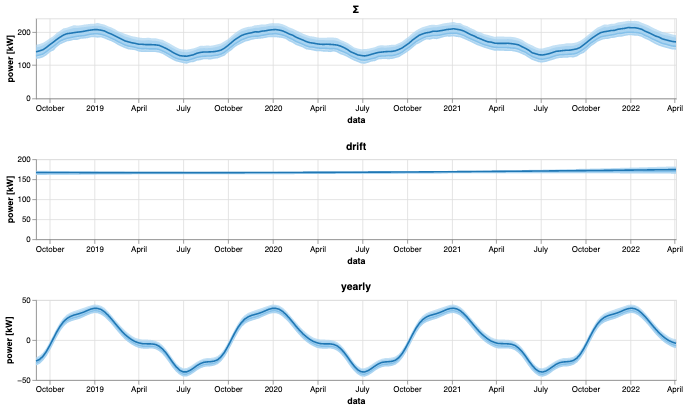 Σ
200
100
0
power [kW]
October 2019 April July October 2020 April July October 2021 April July October 2022 April
data
drift
200
150
100
50
0
power [kW]
October 2019 April July October 2020 April July October 2021 April July October 2022 April
data
yearly
50
0
−50
power [kW]
October 2019 April July October 2020 April July October 2021 April July October 2022 April
data